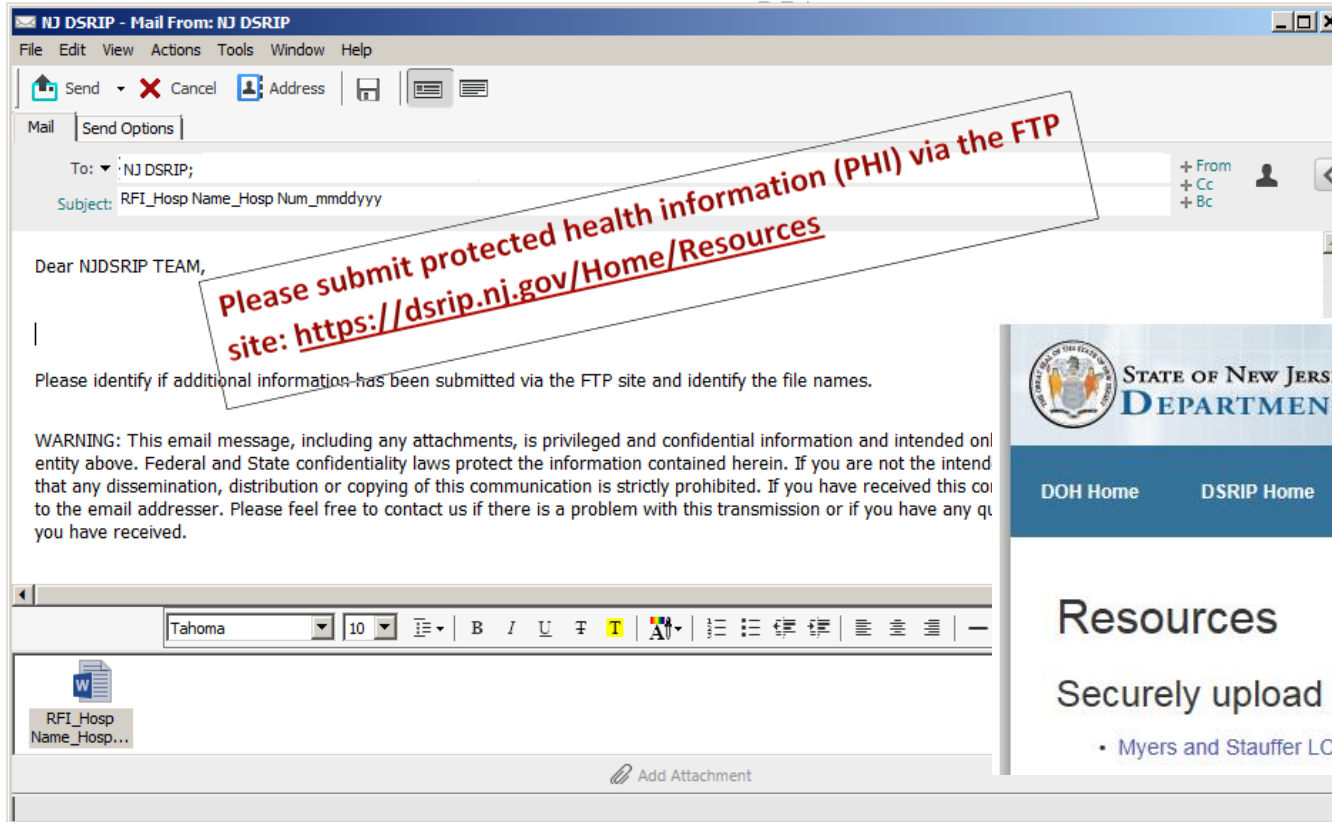 NJ DSRIP - Mail From: NJ DSRIP
File Edit View Actions Tools Window Help
Send Cancel Address
Mail Send Options
To: NJ DSRIP;
+ From
+ Cc
+ Bc
Subject: RFI_Hosp Name_Hosp Num_mmddyyy
Please submit protected health information (PHI) via the FTP
site: https://dsrip.nj.gov/Home/Resources
Dear NJDSRIP TEAM,
Please identify if additional information has been submitted via the FTP site and identify the file names.
WARNING: This email message, including any attachments, is privileged and confidential information and intended
entity above. Federal and State confidentiality laws protect the information contained herein. If you are not the
that any dissemination, distribution or copying of this communication is strictly prohibited. If you have received this
to the email addresser. Please feel free to contact us if there is a problem with this transmission or if you have any
you have received.
Tahoma 10 B I U T T A
W
RFI_Hosp
Name_Hosp...
Add Attachment
STATE OF NEW
DOH Home DSRIP Home
Resources
Securely upload
• Myers and Stauffer